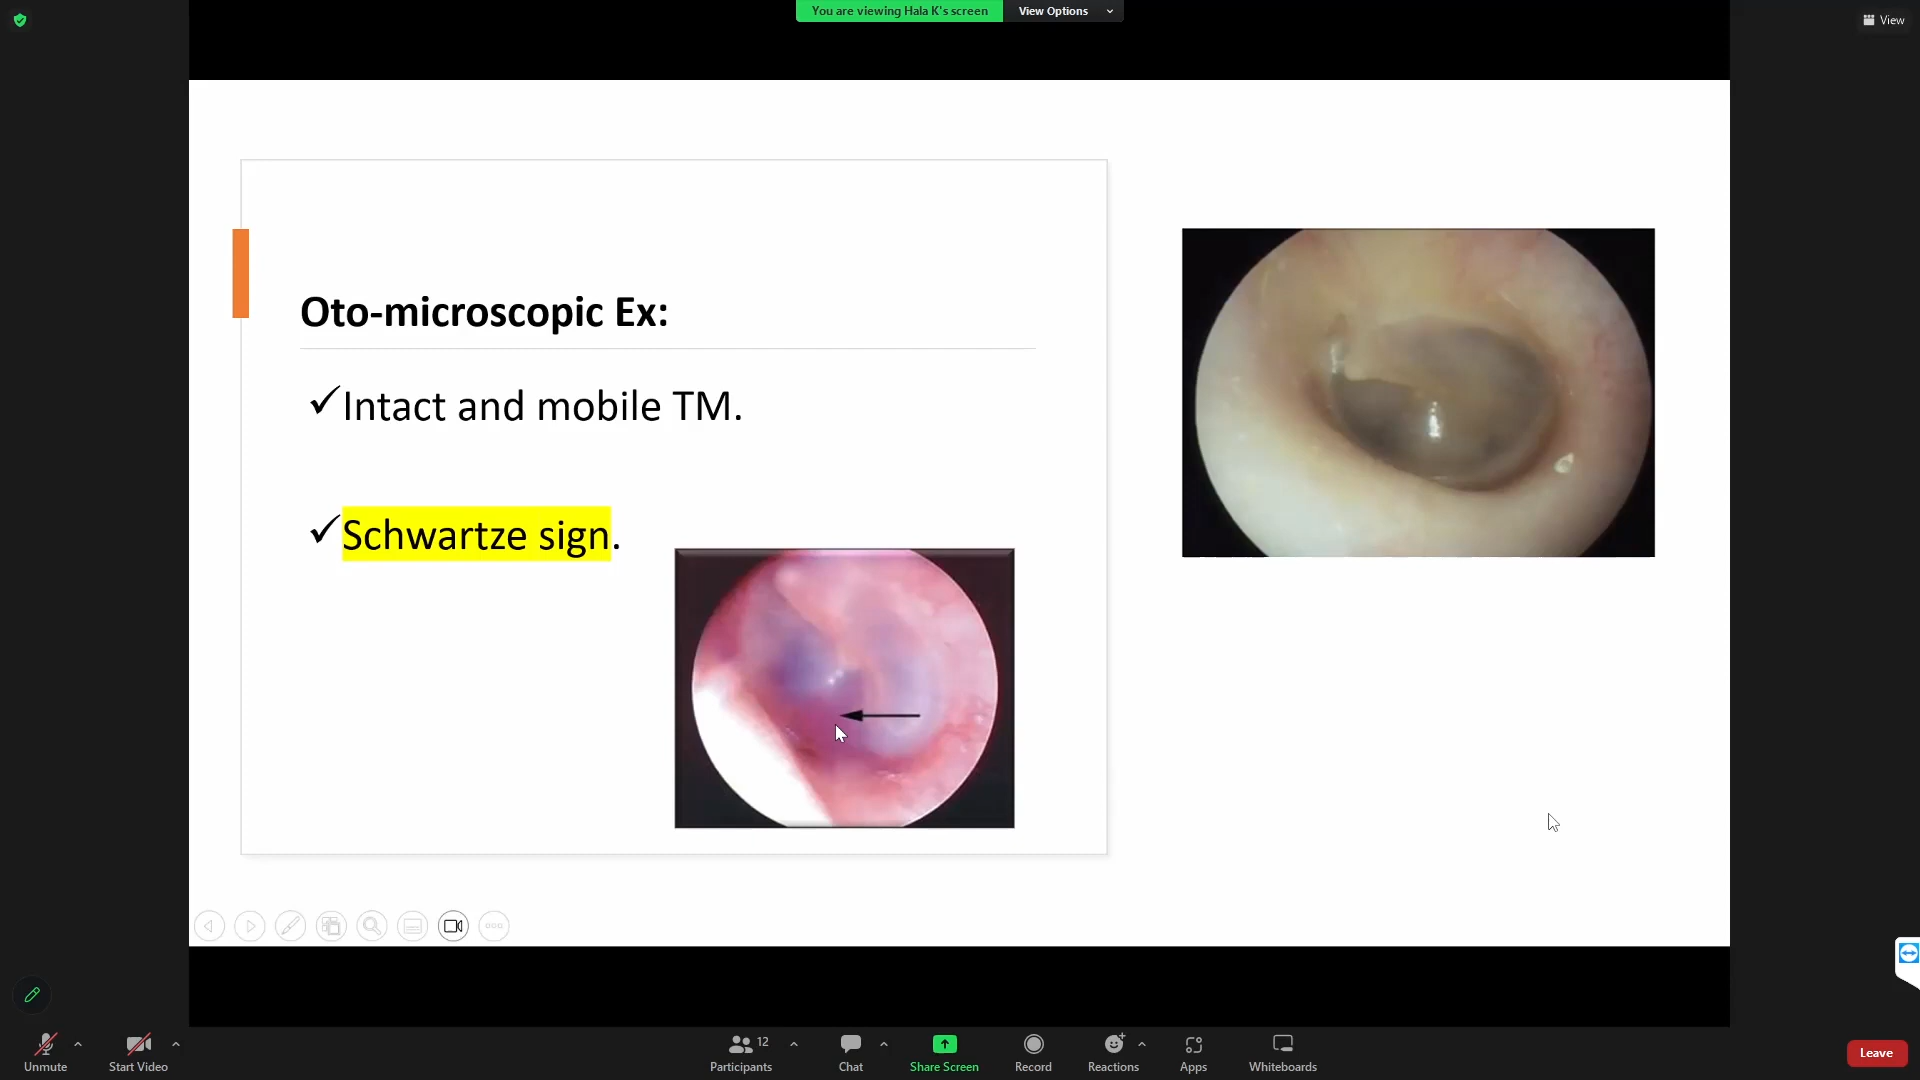 You are viewing Hala K's screen
View Options
View
Oto-microscopic Ex:
✓Intact and mobile TM.
✓Schwartze sign.
Unmute
Start Video
12
Participants
Chat
Share Screen
Record
Reactions
Apps
Whiteboards
Leave